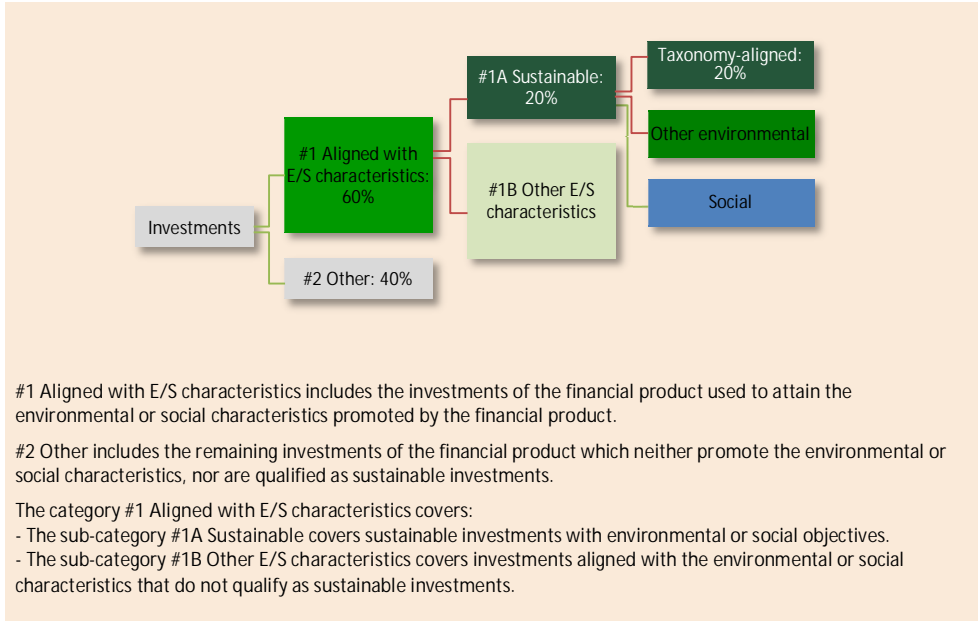 Investments
#1 Aligned with
E/S characteristics:
60%
#2 Other: 40%
#1A Sustainable:
20%
#1B Other E/S
characteristics
Taxonomy-aligned:
20%
Other environmental
Social
#1 Aligned with E/S characteristics includes the investments of the financial product used to attain the
environmental or social characteristics promoted by the financial product.
#2 Other includes the remaining investments of the financial product which neither promote the environmental or
social characteristics, nor are qualified as sustainable investments.
The category #1 Aligned with E/S characteristics covers:
- The sub-category #1A Sustainable covers sustainable investments with environmental or social objectives.
- The sub-category #1B Other E/S characteristics covers investments aligned with the environmental or social
characteristics that do not qualify as sustainable investments.